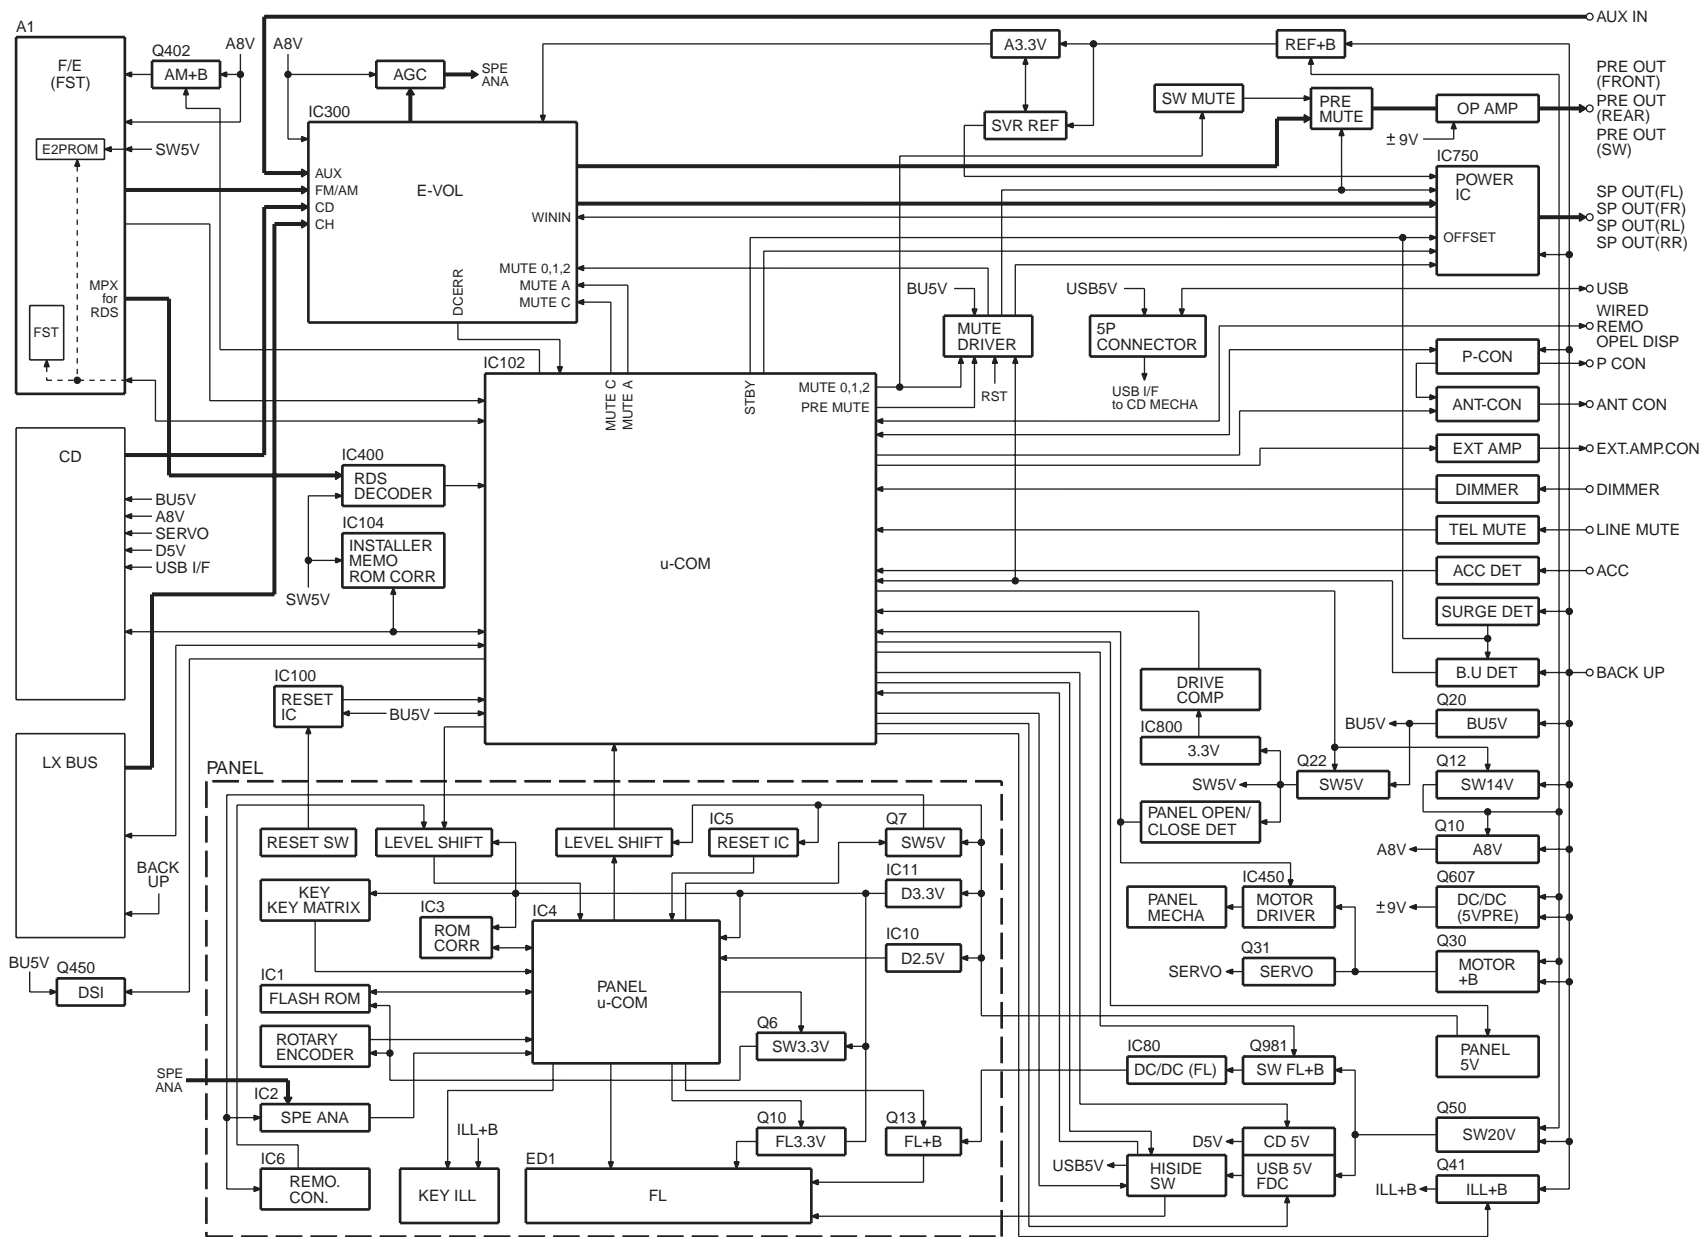 A1
F/E
(FST)
E2PROM
MPX
for
RDS
FST
Q402
AM+B
A8V
A8V
AGC
SPE
ANA
SW5V
IC300
E-VOL
AUX
FM/AM
CD
CH
WININ
MUTE 0,1,2
MUTE A
MUTE C
DCERR
A3.3V
REF+B
SVR REF
SW MUTE
PRE
MUTE
OP AMP
±9V
AUX IN
PRE OUT
(FRONT)
PRE OUT
(REAR)
PRE OUT
(SW)
IC750
POWER
IC
OFFSET
SP OUT(FL)
SP OUT(FR)
SP OUT(RL)
SP OUT(RR)
BU5V
MUTE
DRIVER
RST
USB5V
5P
CONNECTOR
USB I/F
to CD MECHA
USB
WIRED
REMO
OPEL DISP
P-CON
P CON
ANT-CON
ANT CON
EXT AMP
EXT.AMP.CON
DIMMER
DIMMER
TEL MUTE
LINE MUTE
ACC DET
ACC
SURGE DET
B.U DET
BACK UP
IC102
u-COM
MUTE C
MUTE A
STBY
MUTE 0,1,2
PRE MUTE
CD
BU5V
A8V
SERVO
D5V
USB I/F
IC400
RDS
DECODER
IC104
INSTALLER
MEMO
ROM CORR
SW5V
IC100
RESET
IC
BU5V
LX BUS
BACK
UP
BU5V
Q450
DSI
DRIVE
COMP
IC800
3.3V
SW5V
PANEL OPEN/
CLOSE DET
Q22
SW5V
BU5V
Q20
BU5V
Q12
SW14V
A8V
Q10
A8V
±9V
Q607
DC/DC
(5VPRE)
Q30
MOTOR
+B
IC450
MOTOR
DRIVER
PANEL
MECHA
SERVO
Q31
SERVO
PANEL
5V
IC80
DC/DC (FL)
Q981
SW FL+B
Q50
SW20V
D5V
CD 5V
USB 5V
FDC
USB5V
HISIDE
SW
ILL+B
Q41
ILL+B
PANEL
RESET SW
LEVEL SHIFT
LEVEL SHIFT
IC5
RESET IC
Q7
SW5V
KEY
KEY MATRIX
IC3
ROM
CORR
IC4
PANEL
u-COM
IC11
D3.3V
IC10
D2.5V
IC1
FLASH ROM
ROTARY
ENCODER
Q6
SW3.3V
SPE
ANA
IC2
SPE ANA
ILL+B
Q10
FL3.3V
Q13
FL+B
IC6
REMO.
CON.
KEY ILL
ED1
FL